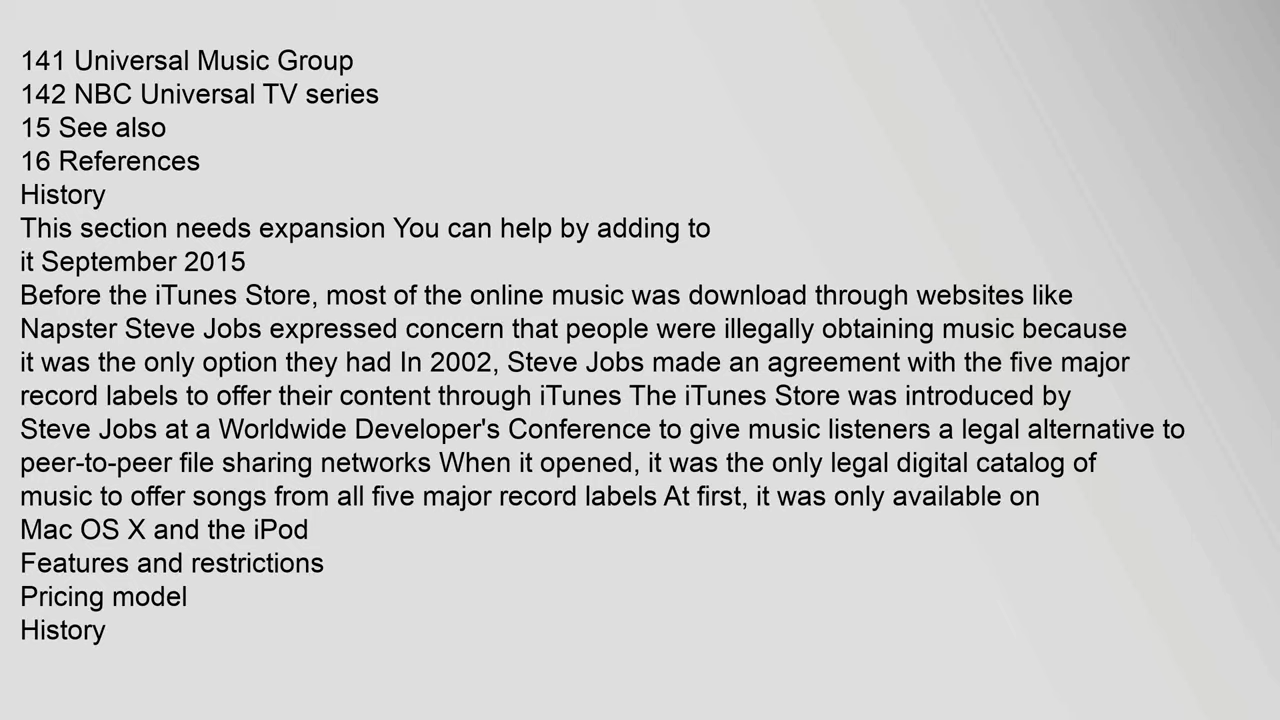 141 Universal Music Group
142 NBC Universal TV series
15 See also
16 References
History
This section needs expansion You can help by adding to
it September 2015
Before the iTunes Store, most of the online music was download through websites like
Napster Steve Jobs expressed concern that people were illegally obtaining music because
it was the only option they had In 2002, Steve Jobs made an agreement with the five major
record labels to offer their content through iTunes The iTunes Store was introduced by
Steve Jobs at a Worldwide Developer's Conference to give music listeners a legal alternative to
peer-to-peer file sharing networks When it opened, it was the only legal digital catalog of
music to offer songs from all five major record labels At first, it was only available on
Mac OS X and the iPod
Features and restrictions
Pricing model
History